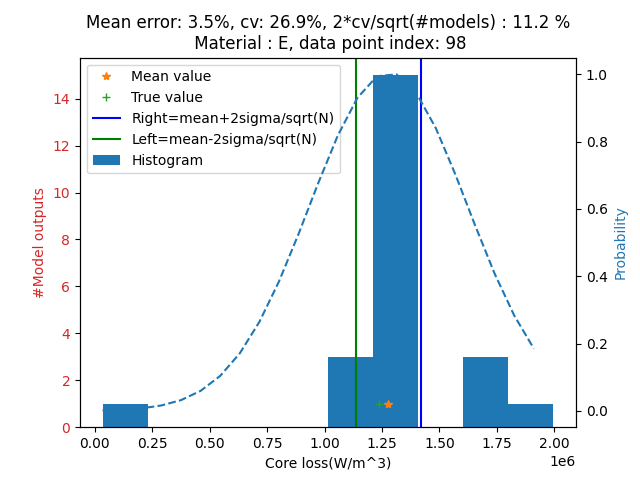 Mean error: 3.5%, cv: 26.9%, 2*cv/sqrt(#models) : 11.2 %
Material : E, data point index: 98
Mean value
True value
Right=mean+2sigma/sqrt(N)
Left=mean-2sigma/sqrt(N)
Histogram
#Model outputs
14
12
10
8
6
4
2
0
1.0
0.8
0.6
0.4
0.2
0.0
Probability
0.00 0.25 0.50 0.75 1.00 1.25 1.50 1.75 2.00
1e6
Core loss(W/m^3)